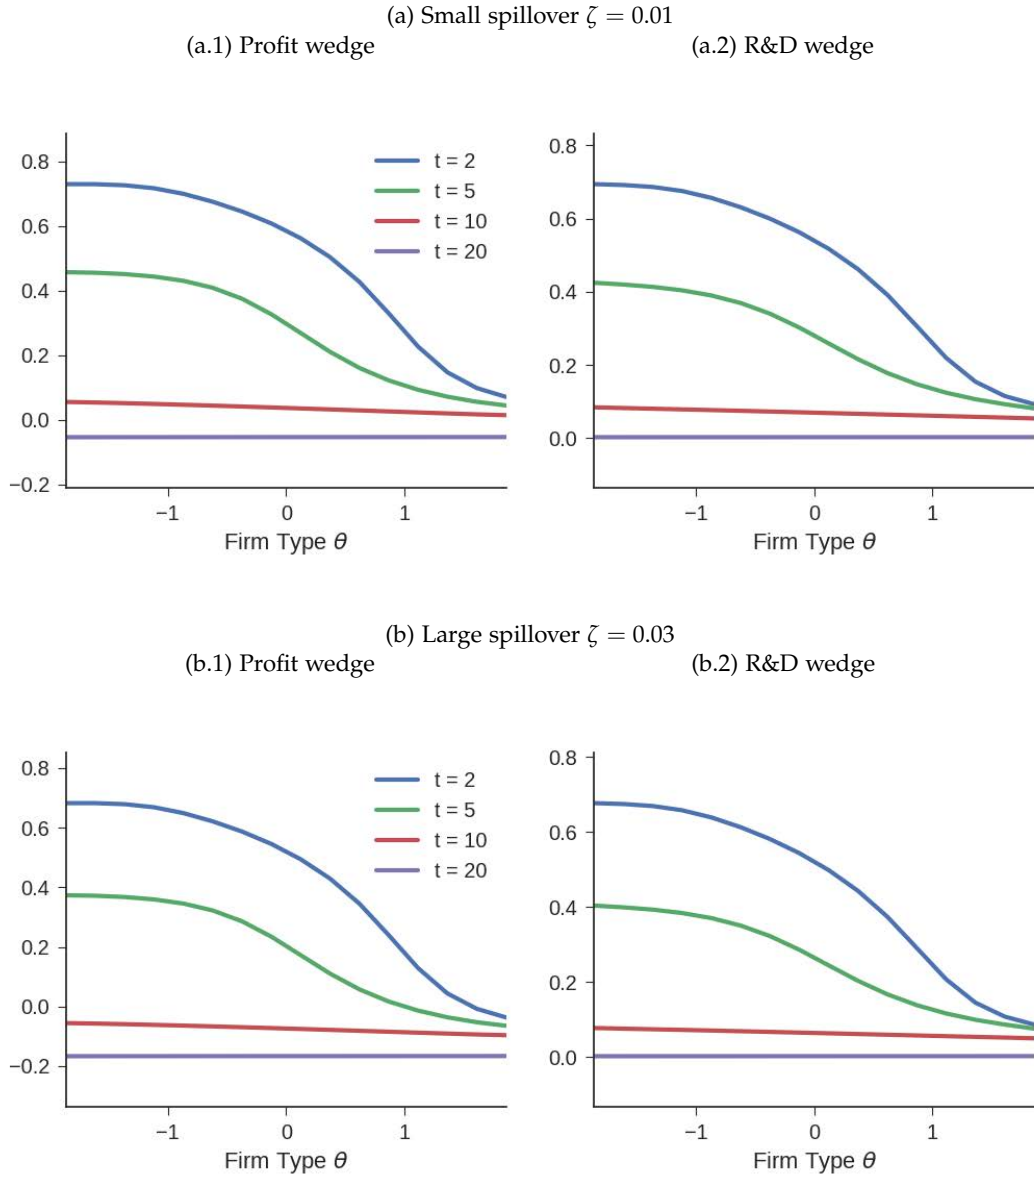 (a) Small spillover ζ = 0.01
(a.1) Profit wedge
(a.2) R&D wedge
0.8
0.6
0.4
0.2
0.0
−0.2
t = 2
t = 5
t = 10
t = 20
−1
0
1
Firm Type θ
0.8
0.6
0.4
0.2
0.0
−1
0
1
Firm Type θ
(b) Large spillover ζ = 0.03
(b.1) Profit wedge
(b.2) R&D wedge
0.8
0.6
0.4
0.2
0.0
−0.2
t = 2
t = 5
t = 10
t = 20
−1
0
1
Firm Type θ
0.8
0.6
0.4
0.2
0.0
−1
0
1
Firm Type θ